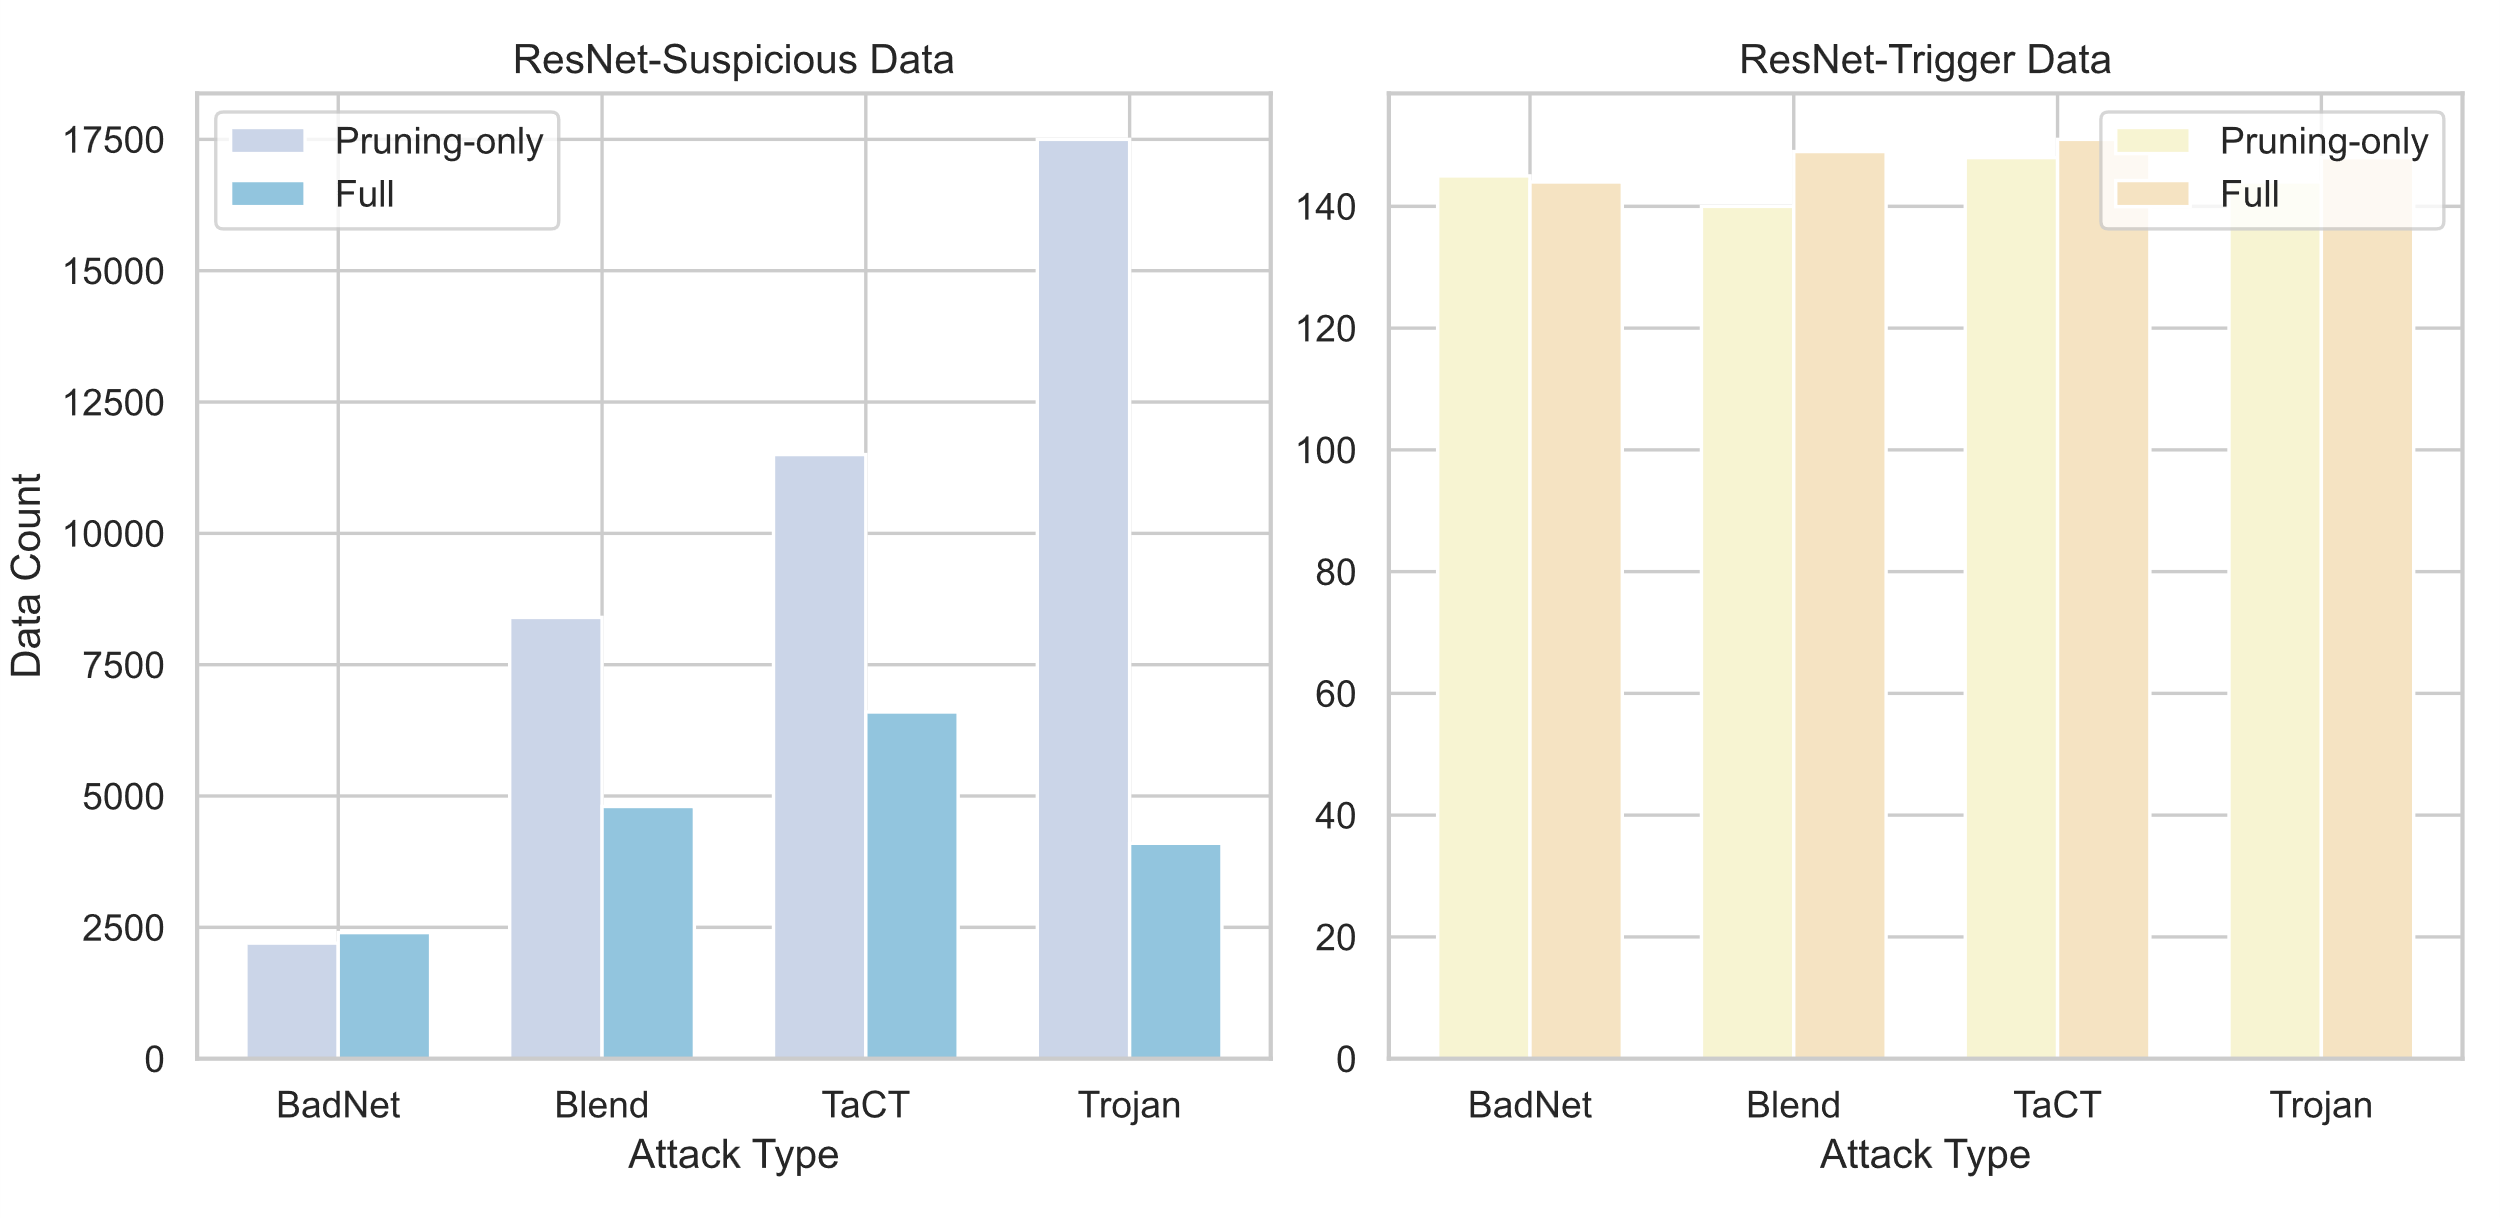 ResNet-Suspicious Data
Pruning-only
Full
17500
15000
12500
10000
7500
5000
2500
0
Data Count
BadNet Blend TaCT Trojan
Attack Type
ResNet-Trigger Data
Pruning-only
Full
140
120
100
80
60
40
20
0
BadNet Blend TaCT Trojan
Attack Type